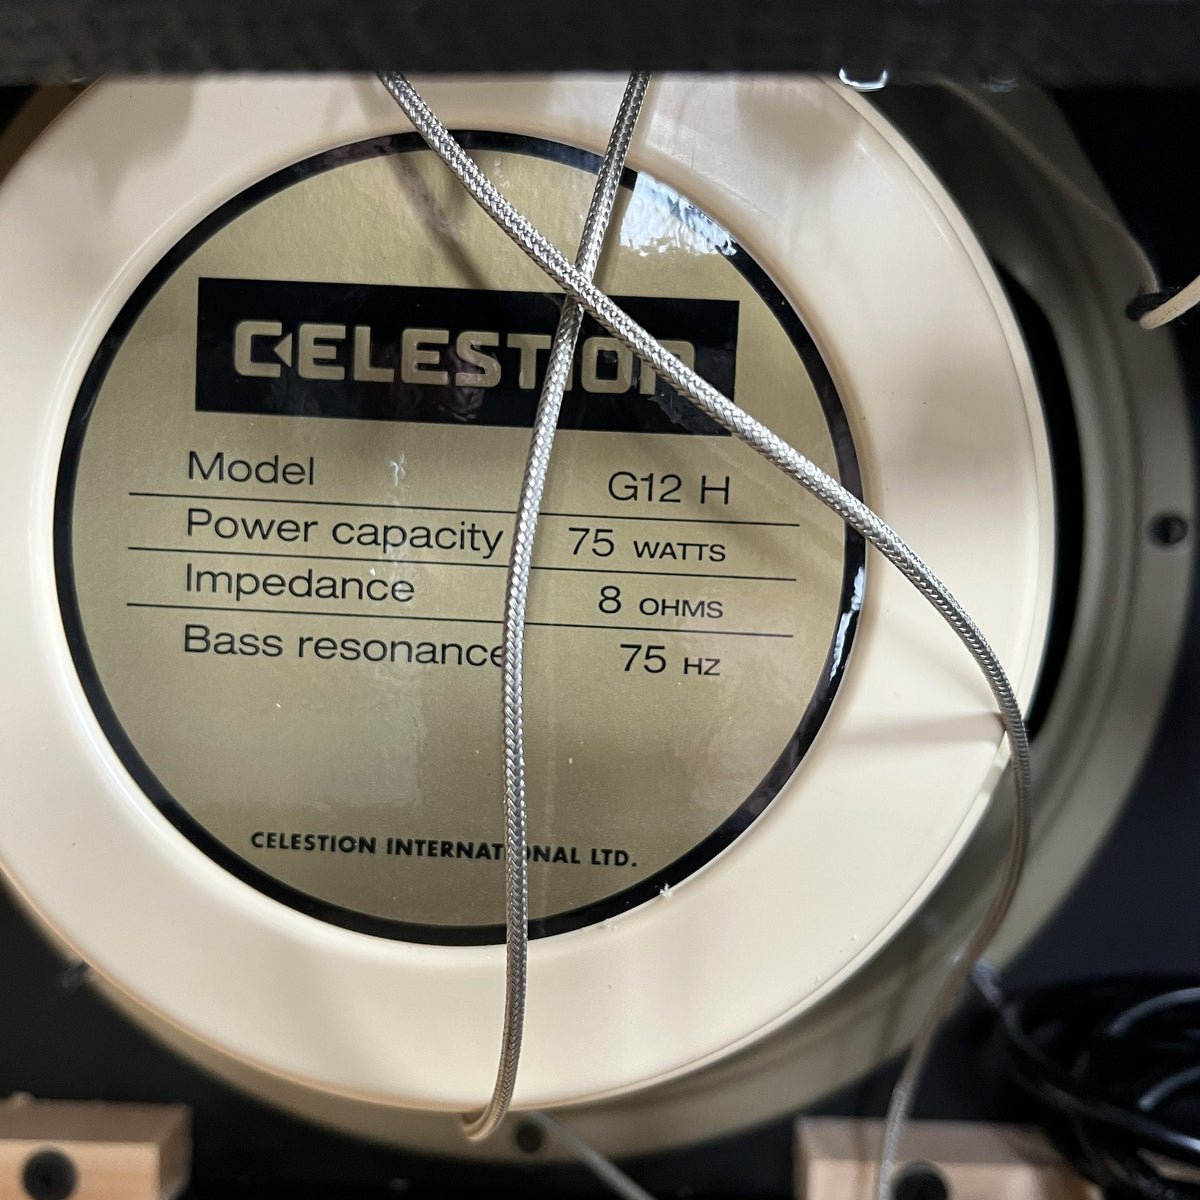 CELESTION
Model G12 H
Power capacity 75 WATTS
Impedance 8 OHMS
Bass resonance 75 HZ
CELESTION INTERNATIONAL LTD.